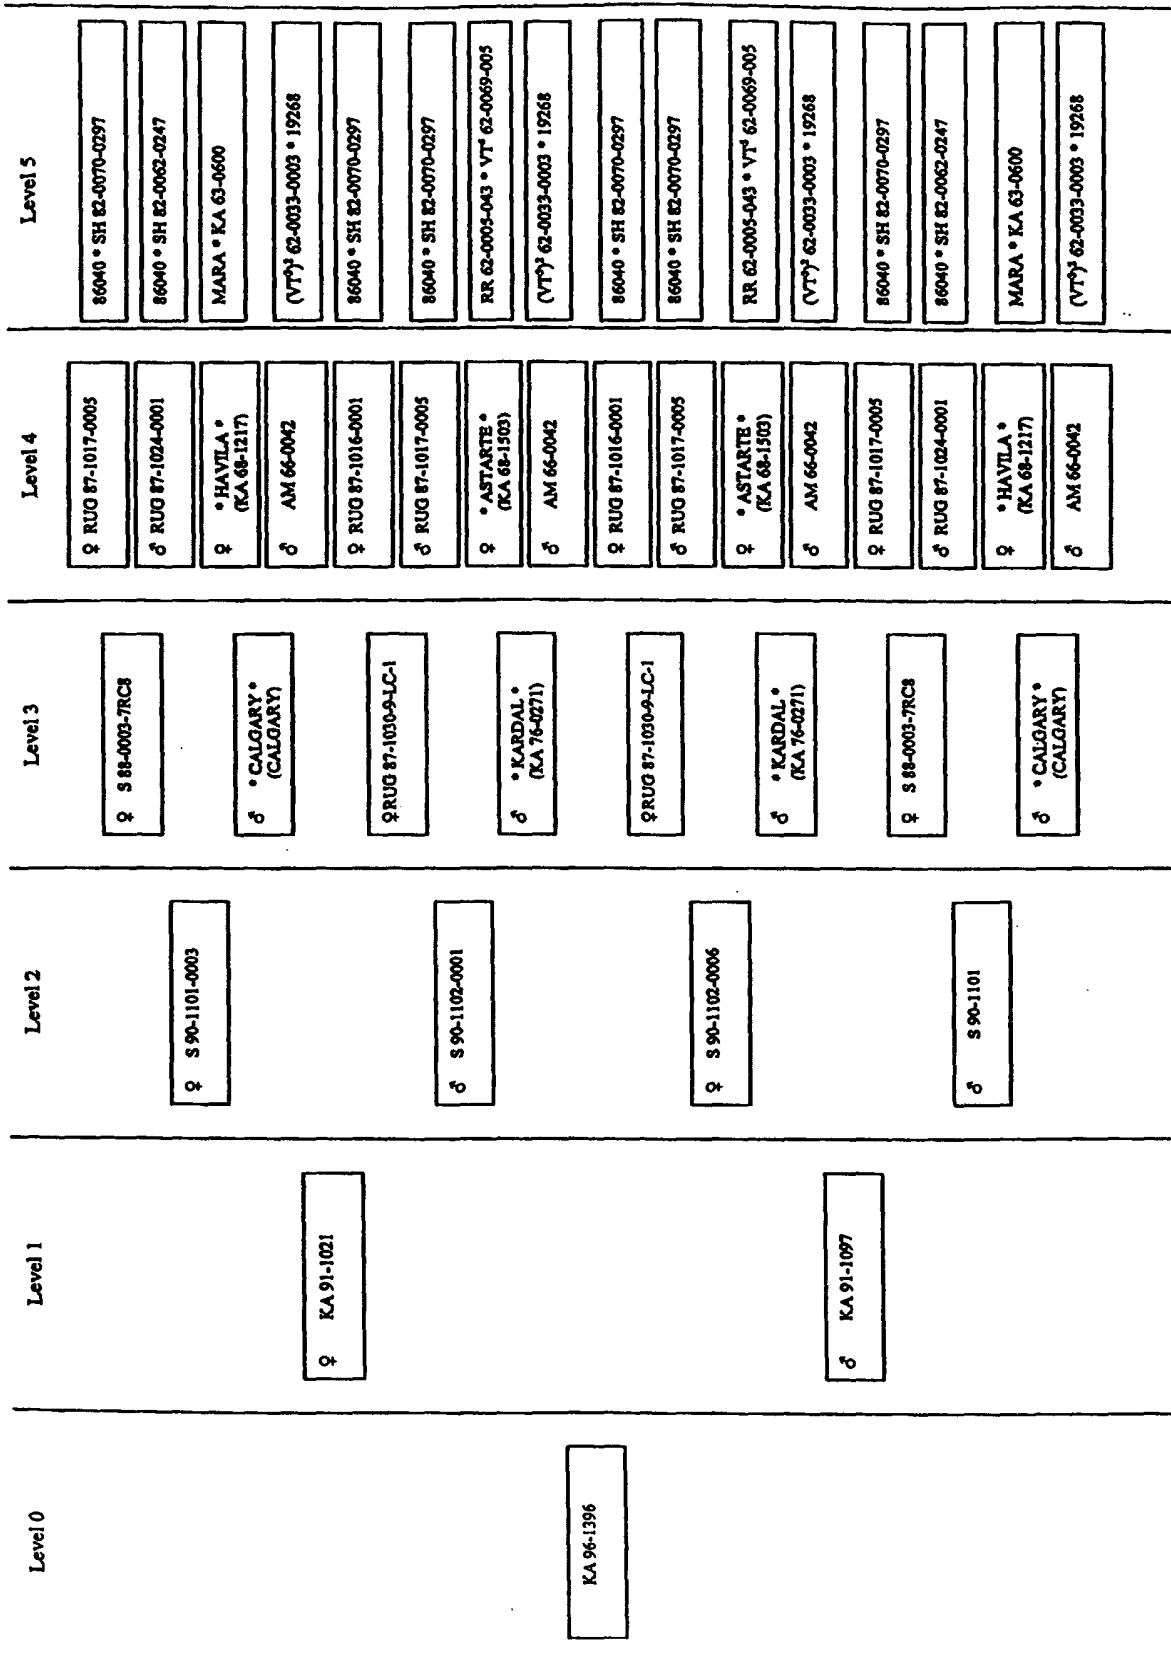 Level 5
86040 * SH 82-0070-0297
86040 * SH 82-0062-0247
MARA * KA 63-0600
(VT⁵)² 62-0033-0003 * 19268
86040 * SH 82-0070-0297
86040 * SH 82-0070-0297
RR 62-0005-043 * VT⁵ 62-0069-005
(VT⁵)² 62-0033-0003 * 19268
86040 * SH 82-0070-0297
86040 * SH 82-0070-0297
RR 62-0005-043 * VT⁵ 62-0069-005
(VT⁵)² 62-0033-0003 * 19268
86040 * SH 82-0070-0297
86040 * SH 82-0062-0247
MARA * KA 63-0600
(VT⁵)² 62-0033-0003 * 19268
Level 4
♀ RUG 87-1017-0005
♂ RUG 87-1024-0001
♀ * HAVILA *
(KA 68-1217)
♂ AM 66-0042
♀ RUG 87-1016-0001
♂ RUG 87-1017-0005
♀ * ASTARTE *
(KA 68-1503)
♂ AM 66-0042
♀ RUG 87-1016-0001
♂ RUG 87-1017-0005
♀ * ASTARTE *
(KA 68-1503)
♂ AM 66-0042
♀ RUG 87-1017-0005
♂ RUG 87-1024-0001
♀ * HAVILA *
(KA 68-1217)
♂ AM 66-0042
Level 3
♀ S 88-0003-7RC8
♂ * CALGARY *
(CALGARY)
♀ RUG 87-1030-9-LC-1
♂ * KARDAL *
(KA 76-0271)
♀ RUG 87-1030-9-LC-1
♂ * KARDAL *
(KA 76-0271)
♀ S 88-0003-7RC8
♂ * CALGARY *
(CALGARY)
Level 2
♀ S 90-1101-0003
♂ S 90-1102-0001
♀ S 90-1102-0006
♂ S 90-1101
Level 1
♀ KA 91-1021
♂ KA 91-1097
Level 0
KA 96-1396